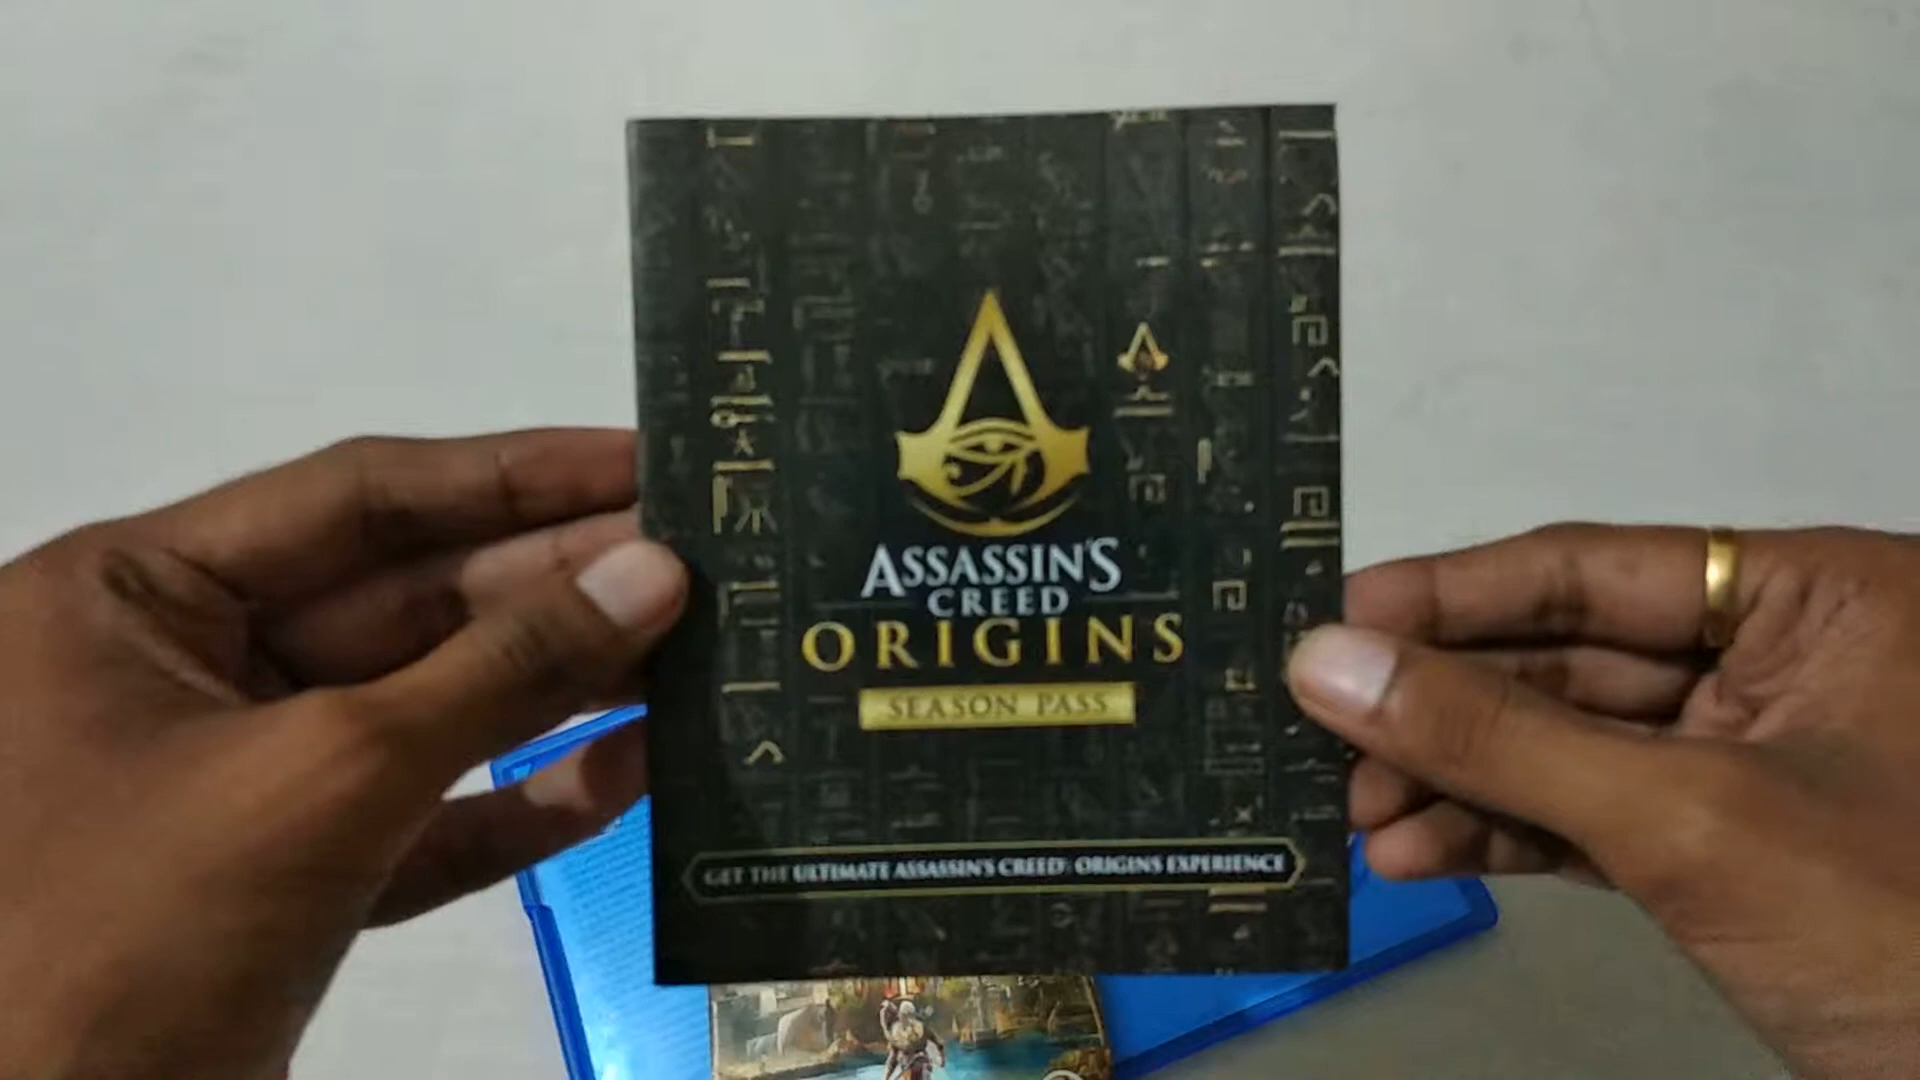 ASSASSIN'S
CREED
ORIGINS
SEASON PASS
GET THE ULTIMATE ASSASSIN'S CREED® ORIGINS EXPERIENCE